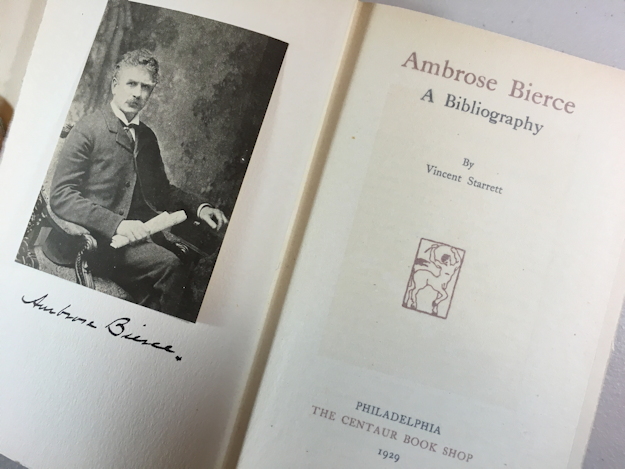 Ambrose Bierce.
Ambrose Bierce
A Bibliography
By
Vincent Starrett
PHILADELPHIA
THE CENTAUR BOOK SHOP
1929